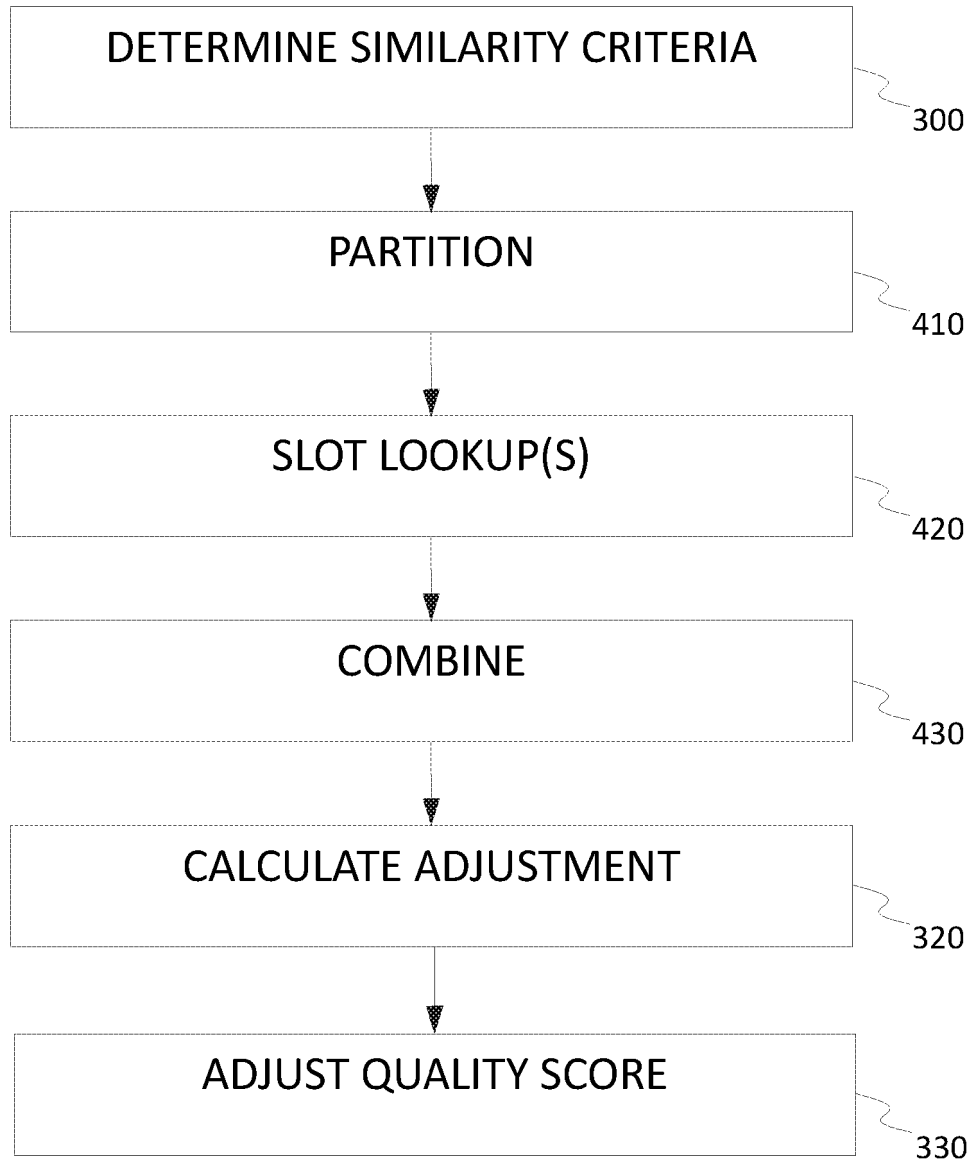 DETERMINE SIMILARITY CRITERIA
300
PARTITION
410
SLOT LOOKUP(S)
420
COMBINE
430
CALCULATE ADJUSTMENT
320
ADJUST QUALITY SCORE
330